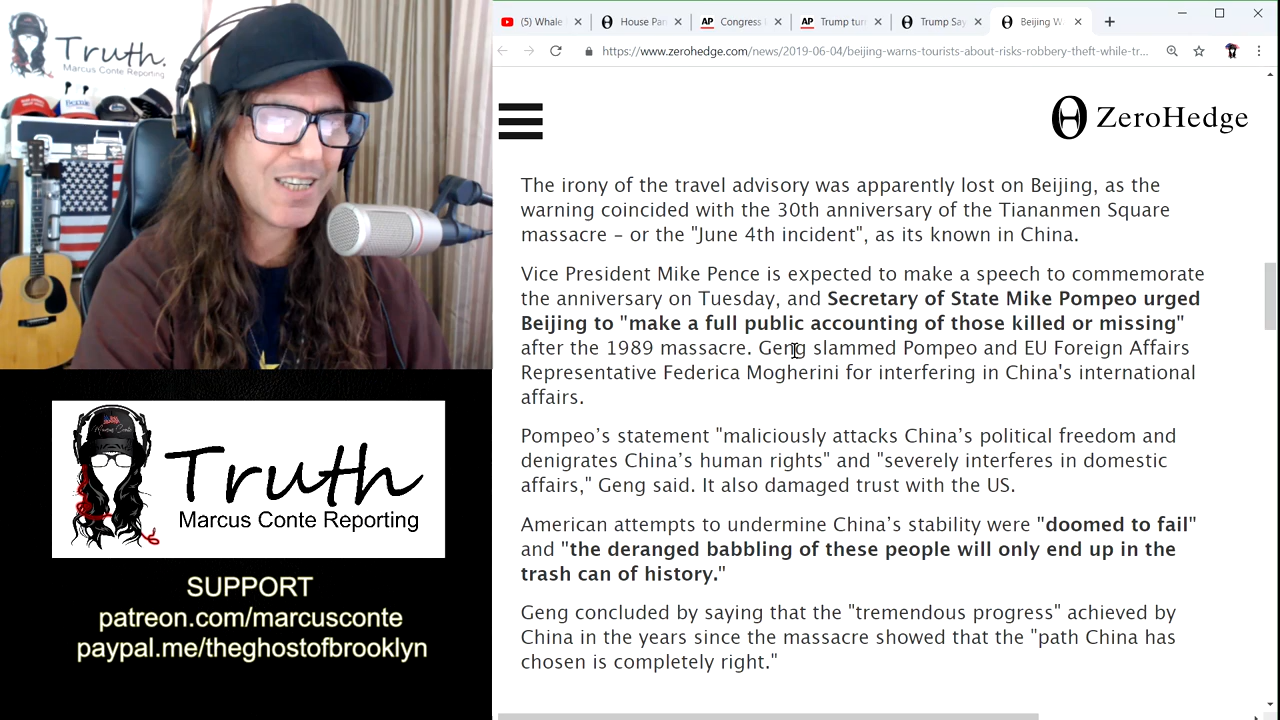 Truth.
Marcus Conte Reporting
Truth
Marcus Conte Reporting
SUPPORT
patreon.com/marcusconte
paypal.me/theghostofbrooklyn
(5) Whale
House Pan
AP Congress
AP Trump tur
Trump Say
Beijing W
https://www.zerohedge.com/news/2019-06-04/beijing-warns-tourists-about-risks-robbery-theft-while-tr...
ZeroHedge
The irony of the travel advisory was apparently lost on Beijing, as the
warning coincided with the 30th anniversary of the Tiananmen Square
massacre – or the "June 4th incident", as its known in China.
Vice President Mike Pence is expected to make a speech to commemorate
the anniversary on Tuesday, and Secretary of State Mike Pompeo urged
Beijing to "make a full public accounting of those killed or missing"
after the 1989 massacre. Geng slammed Pompeo and EU Foreign Affairs
Representative Federica Mogherini for interfering in China's international
affairs.
Pompeo’s statement "maliciously attacks China’s political freedom and
denigrates China’s human rights" and "severely interferes in domestic
affairs," Geng said. It also damaged trust with the US.
American attempts to undermine China’s stability were "doomed to fail"
and "the deranged babbling of these people will only end up in the
trash can of history."
Geng concluded by saying that the "tremendous progress" achieved by
China in the years since the massacre showed that the "path China has
chosen is completely right."